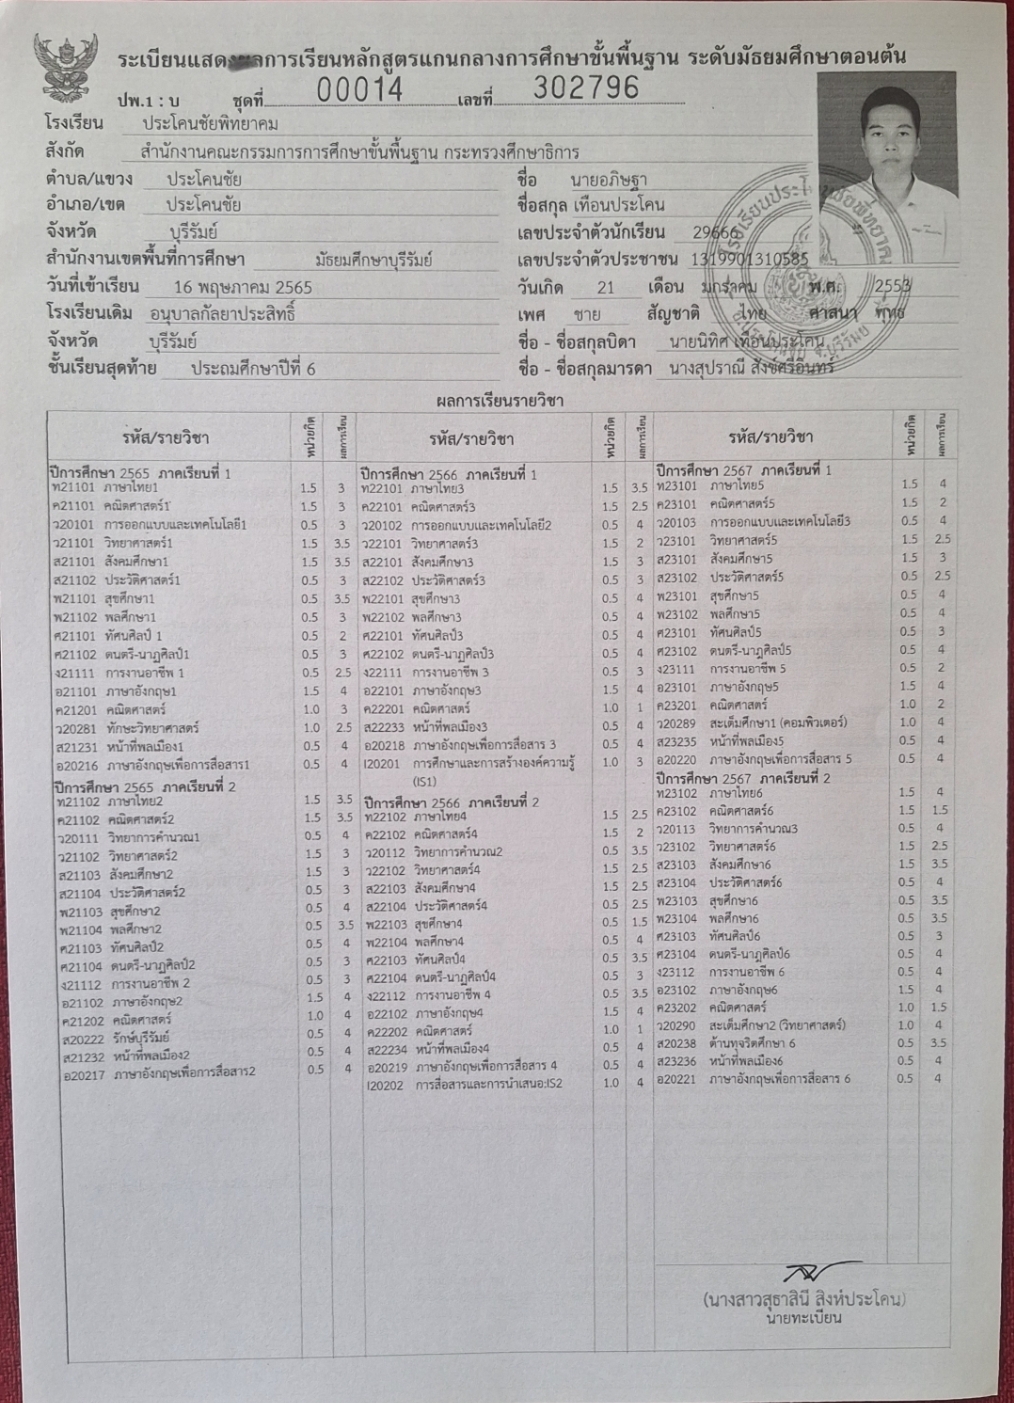 ระเบียนแสดงผลการเรียนหลักสูตรแกนกลางการศึกษาขั้นพื้นฐาน ระดับมัธยมศึกษาตอนต้น
ปพ.1 : บ ชุดที่ 00014 เลขที่ 302796
โรงเรียน ประโคนชัยพิทยาคม
สังกัด สำนักงานคณะกรรมการการศึกษาขั้นพื้นฐาน กระทรวงศึกษาธิการ
ตำบล/แขวง ประโคนชัย
อำเภอ/เขต ประโคนชัย
จังหวัด บุรีรัมย์
สำนักงานเขตพื้นที่การศึกษา มัธยมศึกษาบุรีรัมย์
วันที่เข้าเรียน 16 พฤษภาคม 2565
โรงเรียนเดิม อนุบาลกัลยาประสิทธิ์
จังหวัด บุรีรัมย์
ชั้นเรียนสุดท้าย ประถมศึกษาปีที่ 6
ชื่อ นายอภิษฐา
ชื่อสกุล เทือนประโคน
เลขประจำตัวนักเรียน 29666
เลขประจำตัวประชาชน 1319901310585
วันเกิด 21 เดือน มกราคม พ.ศ. 2553
เพศ ชาย สัญชาติ ไทย ศาสนา พุทธ
ชื่อ - ชื่อสกุลบิดา นายนิทิศ เทือนประโคน
ชื่อ - ชื่อสกุลมารดา นางสุปราณี สังข์ศรีอินทร์
ผลการเรียนรายวิชา
รหัส/รายวิชา หน่วยกิต ผลการเรียน
ปีการศึกษา 2565 ภาคเรียนที่ 1
ท21101 ภาษาไทย1 1.5 3
ค21101 คณิตศาสตร์1 1.5 3
ว20101 การออกแบบและเทคโนโลยี1 0.5 3
ว21101 วิทยาศาสตร์1 1.5 3.5
ส21101 สังคมศึกษา1 1.5 3.5
ส21102 ประวัติศาสตร์1 0.5 3
พ21101 สุขศึกษา1 0.5 3.5
พ21102 พลศึกษา1 0.5 3
ศ21101 ทัศนศิลป์ 1 0.5 2
ศ21102 ดนตรี-นาฏศิลป์1 0.5 3
ง21111 การงานอาชีพ 1 0.5 2.5
อ21101 ภาษาอังกฤษ1 1.5 4
ค21201 คณิตศาสตร์ 1.0 3
ว20281 ทักษะวิทยาศาสตร์ 1.0 2.5
ส21231 หน้าที่พลเมือง1 0.5 4
อ20216 ภาษาอังกฤษเพื่อการสื่อสาร1 0.5 4
ปีการศึกษา 2565 ภาคเรียนที่ 2
ท21102 ภาษาไทย2 1.5 3.5
ค21102 คณิตศาสตร์2 1.5 3.5
ว20111 วิทยาการคำนวณ1 0.5 4
ว21102 วิทยาศาสตร์2 1.5 3
ส21103 สังคมศึกษา2 1.5 3
ส21104 ประวัติศาสตร์2 0.5 3
พ21103 สุขศึกษา2 0.5 4
พ21104 พลศึกษา2 0.5 3.5
ศ21103 ทัศนศิลป์2 0.5 4
ศ21104 ดนตรี-นาฏศิลป์2 0.5 3
ง21112 การงานอาชีพ 2 0.5 3
อ21102 ภาษาอังกฤษ2 1.5 4
ค21202 คณิตศาสตร์ 1.0 4
ส20222 รักษ์บุรีรัมย์ 0.5 4
ส21232 หน้าที่พลเมือง2 0.5 4
อ20217 ภาษาอังกฤษเพื่อการสื่อสาร2 0.5 4
รหัส/รายวิชา หน่วยกิต ผลการเรียน
ปีการศึกษา 2566 ภาคเรียนที่ 1
ท22101 ภาษาไทย3 1.5 3.5
ค22101 คณิตศาสตร์3 1.5 2.5
ว20102 การออกแบบและเทคโนโลยี2 0.5 4
ว22101 วิทยาศาสตร์3 1.5 2
ส22101 สังคมศึกษา3 1.5 3
ส22102 ประวัติศาสตร์3 0.5 3
พ22101 สุขศึกษา3 0.5 4
พ22102 พลศึกษา3 0.5 4
ศ22101 ทัศนศิลป์3 0.5 4
ศ22102 ดนตรี-นาฏศิลป์3 0.5 4
ง22111 การงานอาชีพ 3 0.5 3
อ22101 ภาษาอังกฤษ3 1.5 4
ค22201 คณิตศาสตร์ 1.0 1
ส22233 หน้าที่พลเมือง3 0.5 4
อ20218 ภาษาอังกฤษเพื่อการสื่อสาร 3 0.5 4
I20201 การศึกษาและการสร้างองค์ความรู้ 1.0 3
(IS1)
ปีการศึกษา 2566 ภาคเรียนที่ 2
ท22102 ภาษาไทย4 1.5 2.5
ค22102 คณิตศาสตร์4 1.5 2
ว20112 วิทยาการคำนวณ2 0.5 3.5
ว22102 วิทยาศาสตร์4 1.5 2.5
ส22103 สังคมศึกษา4 1.5 2.5
ส22104 ประวัติศาสตร์4 0.5 2.5
พ22103 สุขศึกษา4 0.5 1.5
พ22104 พลศึกษา4 0.5 4
ศ22103 ทัศนศิลป์4 0.5 3.5
ศ22104 ดนตรี-นาฏศิลป์4 0.5 3
ง22112 การงานอาชีพ 4 0.5 3.5
อ22102 ภาษาอังกฤษ4 1.5 4
ค22202 คณิตศาสตร์ 1.0 1
ส22234 หน้าที่พลเมือง4 0.5 4
อ20219 ภาษาอังกฤษเพื่อการสื่อสาร 4 0.5 4
I20202 การสื่อสารและการนำเสนอ:IS2 1.0 4
รหัส/รายวิชา หน่วยกิต ผลการเรียน
ปีการศึกษา 2567 ภาคเรียนที่ 1
ท23101 ภาษาไทย5 1.5 4
ค23101 คณิตศาสตร์5 1.5 2
ว20103 การออกแบบและเทคโนโลยี3 0.5 4
ว23101 วิทยาศาสตร์5 1.5 2.5
ส23101 สังคมศึกษา5 1.5 3
ส23102 ประวัติศาสตร์5 0.5 2.5
พ23101 สุขศึกษา5 0.5 4
พ23102 พลศึกษา5 0.5 4
ศ23101 ทัศนศิลป์5 0.5 3
ศ23102 ดนตรี-นาฏศิลป์5 0.5 4
ง23111 การงานอาชีพ 5 0.5 2
อ23101 ภาษาอังกฤษ5 1.5 4
ค23201 คณิตศาสตร์ 1.0 2
ว20289 สะเต็มศึกษา1 (คอมพิวเตอร์) 1.0 4
ส23235 หน้าที่พลเมือง5 0.5 4
อ20220 ภาษาอังกฤษเพื่อการสื่อสาร 5 0.5 4
ปีการศึกษา 2567 ภาคเรียนที่ 2
ท23102 ภาษาไทย6 1.5 4
ค23102 คณิตศาสตร์6 1.5 1.5
ว20113 วิทยาการคำนวณ3 0.5 4
ว23102 วิทยาศาสตร์6 1.5 2.5
ส23103 สังคมศึกษา6 1.5 3.5
ส23104 ประวัติศาสตร์6 0.5 4
พ23103 สุขศึกษา6 0.5 3.5
พ23104 พลศึกษา6 0.5 3.5
ศ23103 ทัศนศิลป์6 0.5 3
ศ23104 ดนตรี-นาฏศิลป์6 0.5 4
ง23112 การงานอาชีพ 6 0.5 4
อ23102 ภาษาอังกฤษ6 1.5 4
ค23202 คณิตศาสตร์ 1.0 1.5
ว20290 สะเต็มศึกษา2 (วิทยาศาสตร์) 1.0 4
ส20238 ต้านทุจริตศึกษา 6 0.5 3.5
ส23236 หน้าที่พลเมือง6 0.5 4
อ20221 ภาษาอังกฤษเพื่อการสื่อสาร 6 0.5 4
(นางสาวสุธาสินี สิงห์ประโคน)
นายทะเบียน